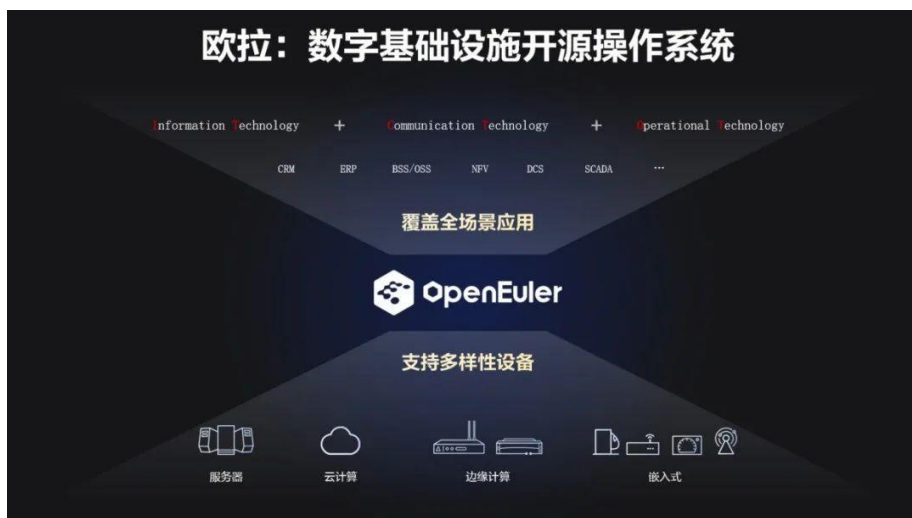 欧拉：数字基础设施开源操作系统
Information Technology + Communication Technology + Operational Technology
CRM ERP BSS/OSS NFV DCS SCADA ...
覆盖全场景应用
OpenEuler
支持多样性设备
服务器 云计算 边缘计算 嵌入式